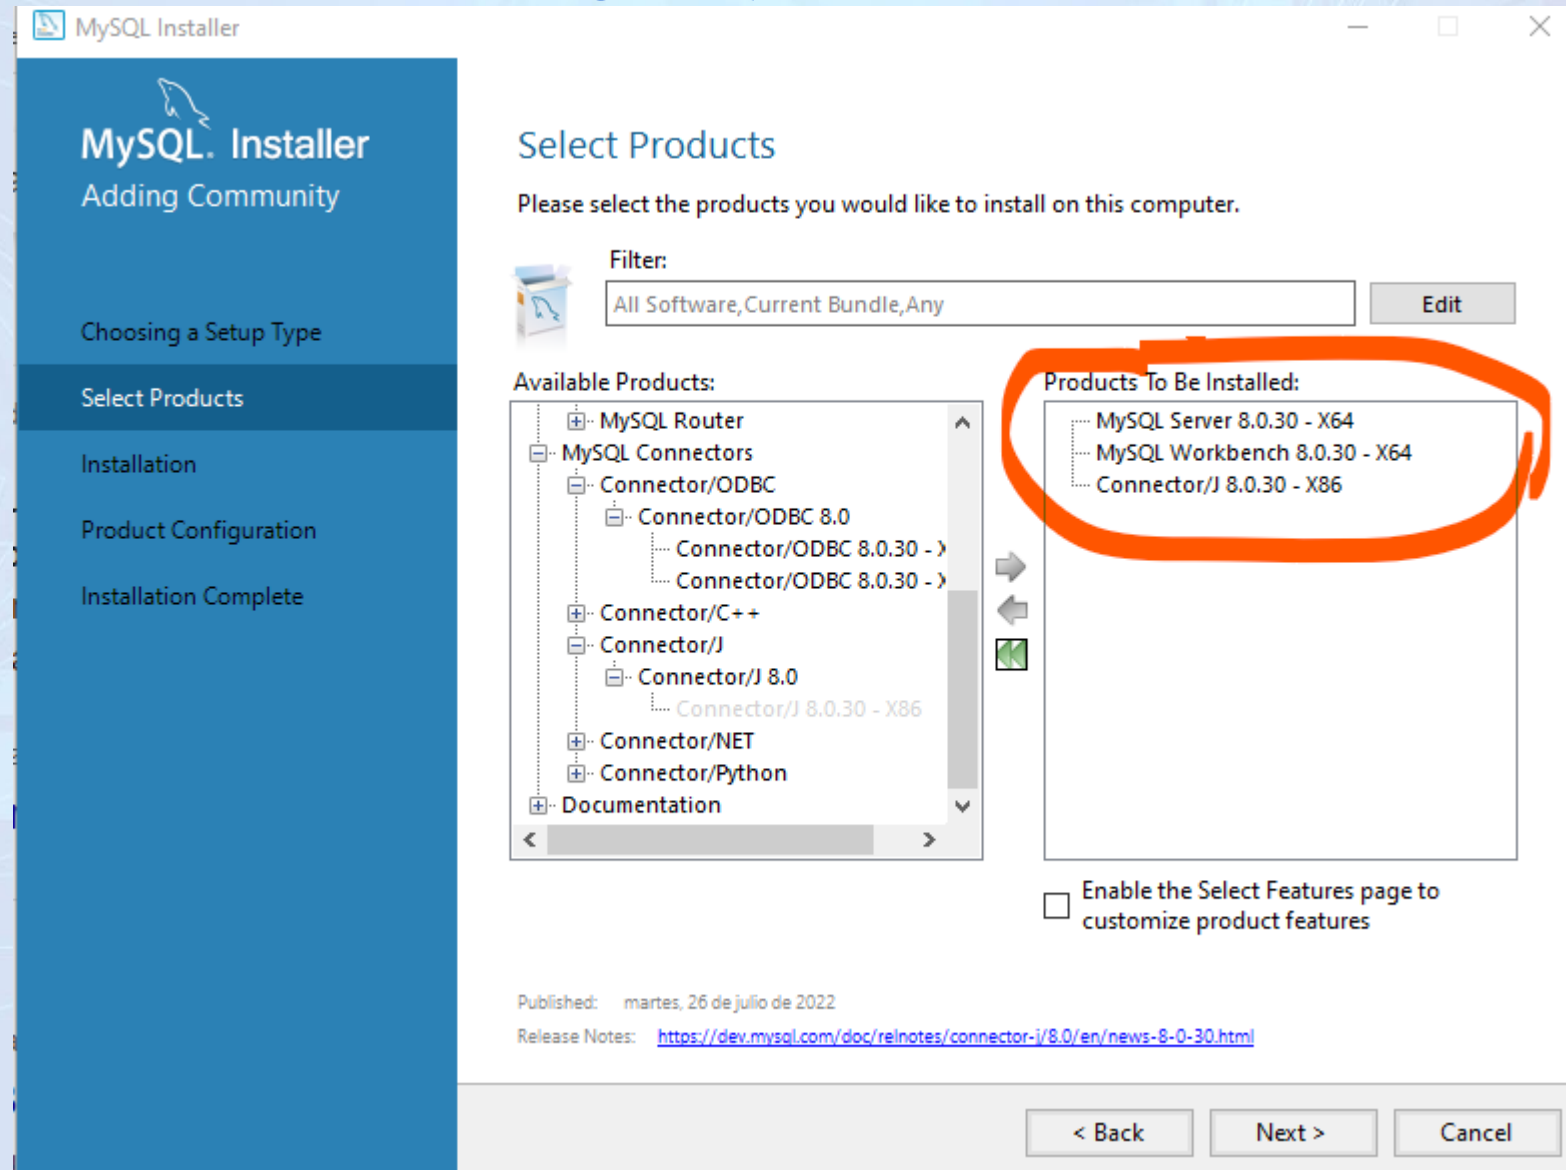 MySQL Installer
MySQL. Installer
Adding Community
Choosing a Setup Type
Select Products
Installation
Product Configuration
Installation Complete
Select Products
Please select the products you would like to install on this computer.
Filter:
All Software,Current Bundle,Any
Edit
Available Products:
MySQL Router
MySQL Connectors
Connector/ODBC
Connector/ODBC 8.0
Connector/ODBC 8.0.30 - X
Connector/ODBC 8.0.30 - X
Connector/C++
Connector/J
Connector/J 8.0
Connector/J 8.0.30 - X86
Connector/NET
Connector/Python
Documentation
Products To Be Installed:
MySQL Server 8.0.30 - X64
MySQL Workbench 8.0.30 - X64
Connector/J 8.0.30 - X86
Enable the Select Features page to
customize product features
Published: martes, 26 de julio de 2022
Release Notes: https://dev.mysql.com/doc/relnotes/connector-j/8.0/en/news-8-0-30.html
< Back
Next >
Cancel